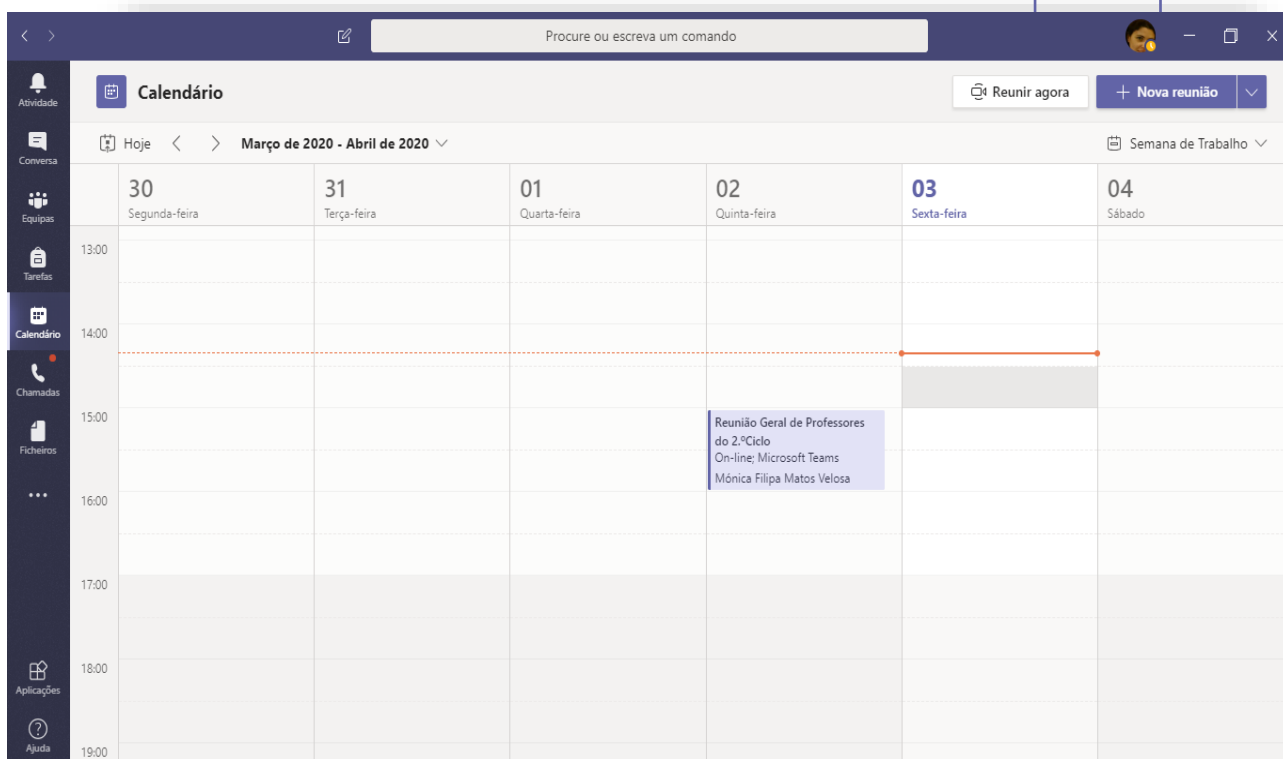 Procure ou escreva um comando
Atividade
Conversa
Equipas
Tarefas
Calendário
Chamadas
Ficheiros
Aplicações
Ajuda
Calendário
Reunir agora
Nova reunião
Hoje
Março de 2020 - Abril de 2020
Semana de Trabalho
30
Segunda-feira
31
Terça-feira
01
Quarta-feira
02
Quinta-feira
03
Sexta-feira
04
Sábado
13:00
14:00
15:00
16:00
17:00
18:00
19:00
Reunião Geral de Professores
do 2.ºCiclo
On-line; Microsoft Teams
Mónica Filipa Matos Velosa